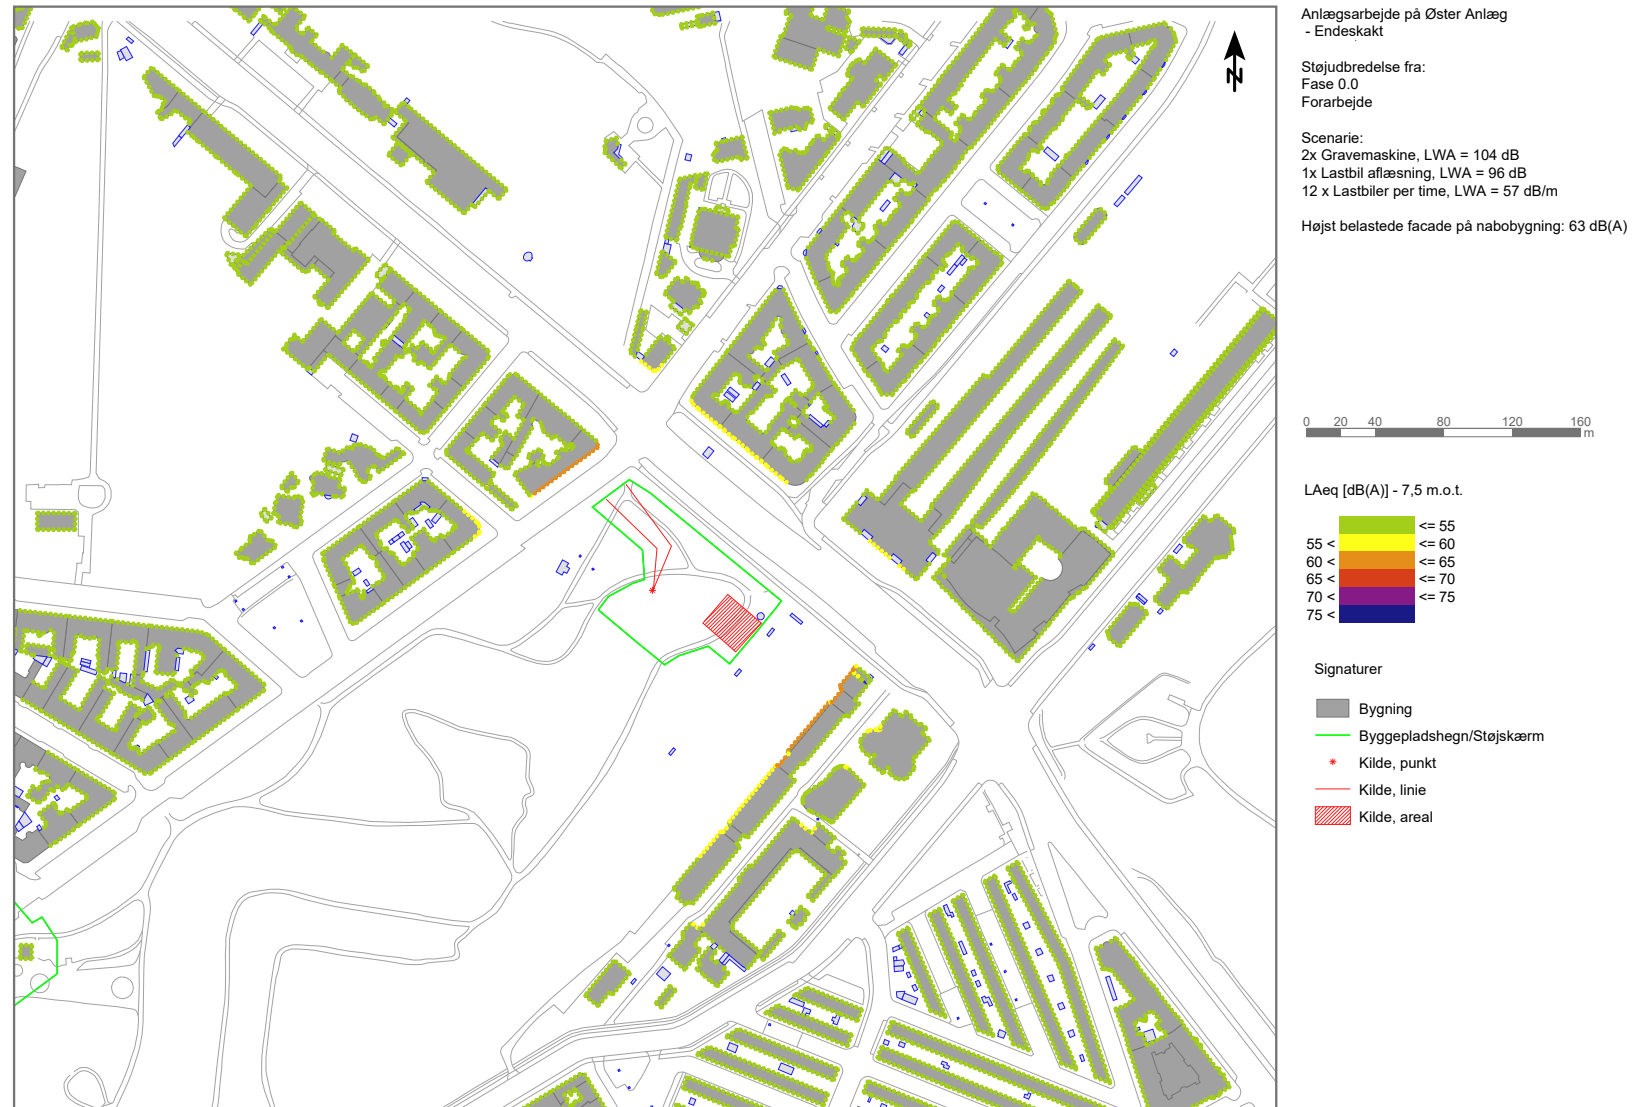 Anlægsarbejde på Øster Anlæg
- Endeskakt
Støjudbredelse fra:
Fase 0.0
Forarbejde
Scenarie:
2x Gravemaskine, LWA = 104 dB
1x Lastbil aflæsning, LWA = 96 dB
12 x Lastbiler per time, LWA = 57 dB/m
Højst belastede facade på nabobygning: 63 dB(A)
N
0 20 40 80 120 160
m
LAeq [dB(A)] - 7,5 m.o.t.
<= 55
55 < <= 60
60 < <= 65
65 < <= 70
70 < <= 75
75 <
Signaturer
Bygning
Byggepladshegn/Støjskærm
Kilde, punkt
Kilde, linie
Kilde, areal